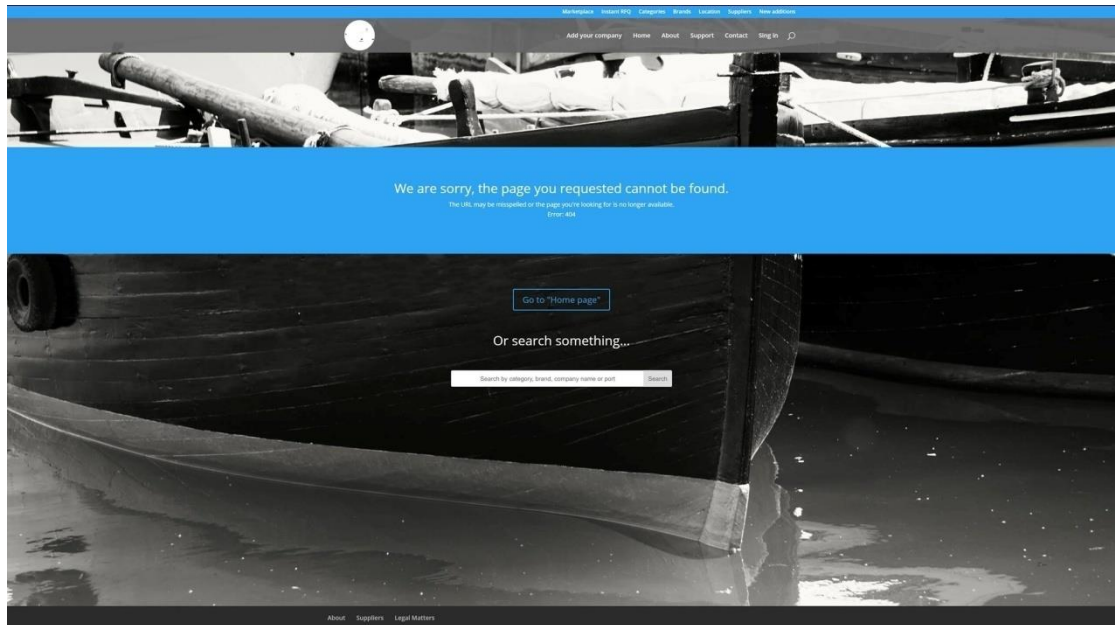 Marketplace Instant RFQ Categories Brands Location Suppliers New additions
Add your company Home About Support Contact Sing in
We are sorry, the page you requested cannot be found.
The URL may be misspelled or the page you're looking for is no longer available.
Error: 404
Go to "Home page"
Or search something...
Search by category, brand, company name or port Search
About Suppliers Legal Matters